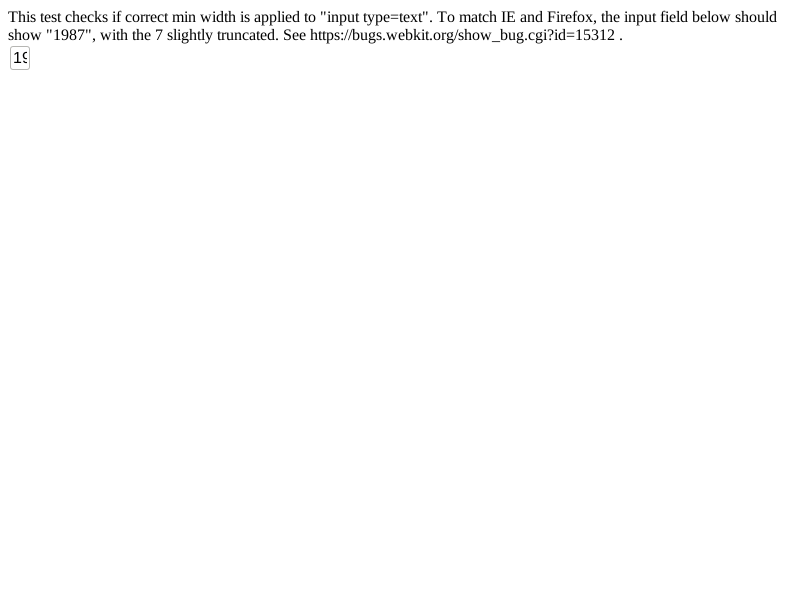 This test checks if correct min width is applied to "input type=text". To match IE and Firefox, the input field below should
show "1987", with the 7 slightly truncated. See https://bugs.webkit.org/show_bug.cgi?id=15312 .
19